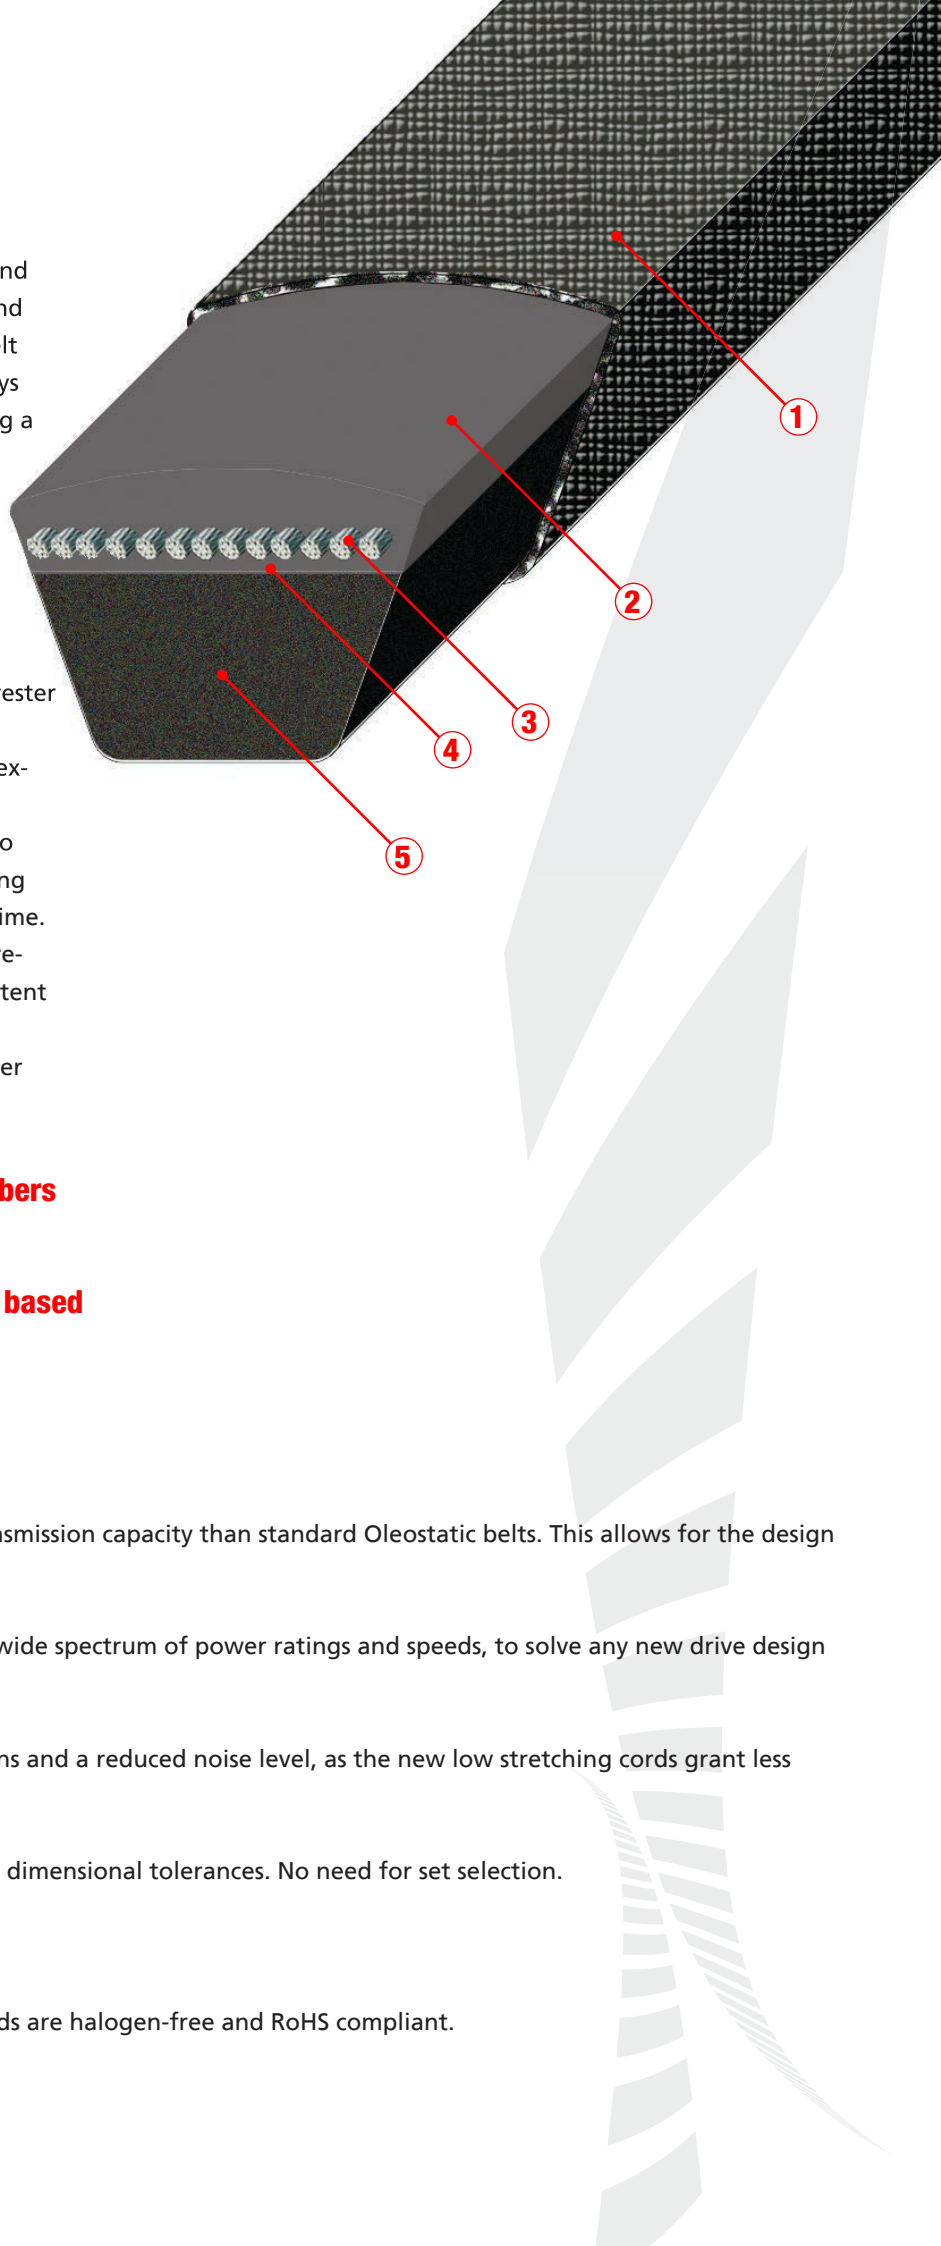 nd
nd
elt
ys
g a
1
2
ester
3
4
ex-
o
5
ng
ime.
re-
tent
er
bers
based
nsmission capacity than standard Oleostatic belts. This allows for the design
wide spectrum of power ratings and speeds, to solve any new drive design
ns and a reduced noise level, as the new low stretching cords grant less
dimensional tolerances. No need for set selection.
ds are halogen-free and RoHS compliant.